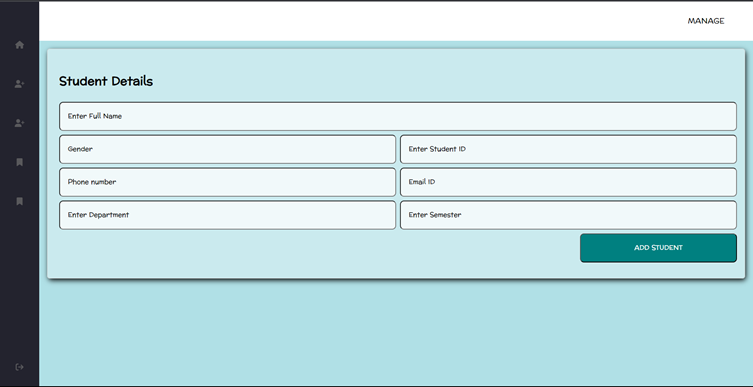 MANAGE
Student Details
Enter Full Name
Gender
Enter Student ID
Phone number
Email ID
Enter Department
Enter Semester
ADD STUDENT